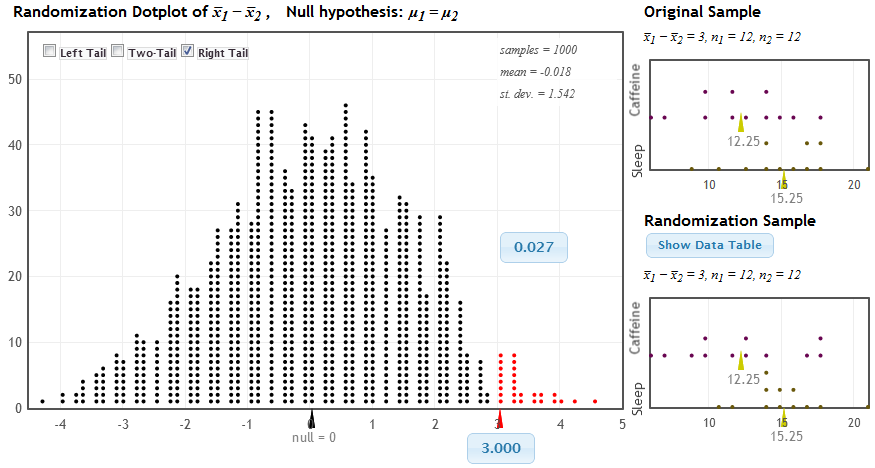 Randomization Dotplot of x̄₁ − x̄₂ , Null hypothesis: μ₁ = μ₂
Left Tail Two-Tail Right Tail
samples = 1000
mean = -0.018
st. dev. = 1.542
50
40
30
20
10
0
0.027
-4 -3 -2 -1 0 1 2 3 4 5
null = 0
3.000
Original Sample
x̄₁ − x̄₂ = 3, n₁ = 12, n₂ = 12
Caffeine
12.25
Sleep
10 15 20
15.25
Randomization Sample
Show Data Table
x̄₁ − x̄₂ = 3, n₁ = 12, n₂ = 12
Caffeine
12.25
Sleep
10 15 20
15.25